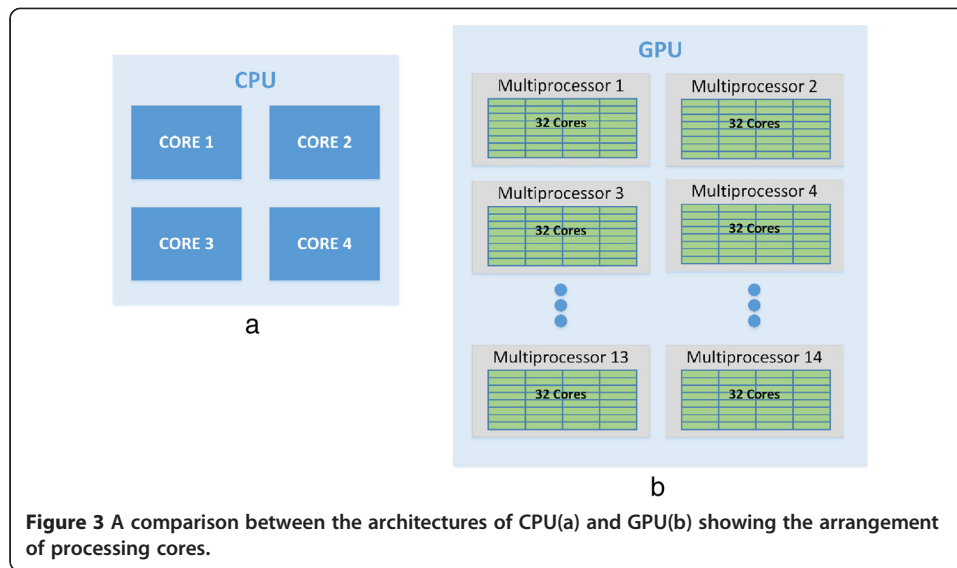 CPU
CORE 1
CORE 2
CORE 3
CORE 4
a
GPU
Multiprocessor 1
32 Cores
Multiprocessor 2
32 Cores
Multiprocessor 3
32 Cores
Multiprocessor 4
32 Cores
Multiprocessor 13
32 Cores
Multiprocessor 14
32 Cores
b
Figure 3 A comparison between the architectures of CPU(a) and GPU(b) showing the arrangement
of processing cores.